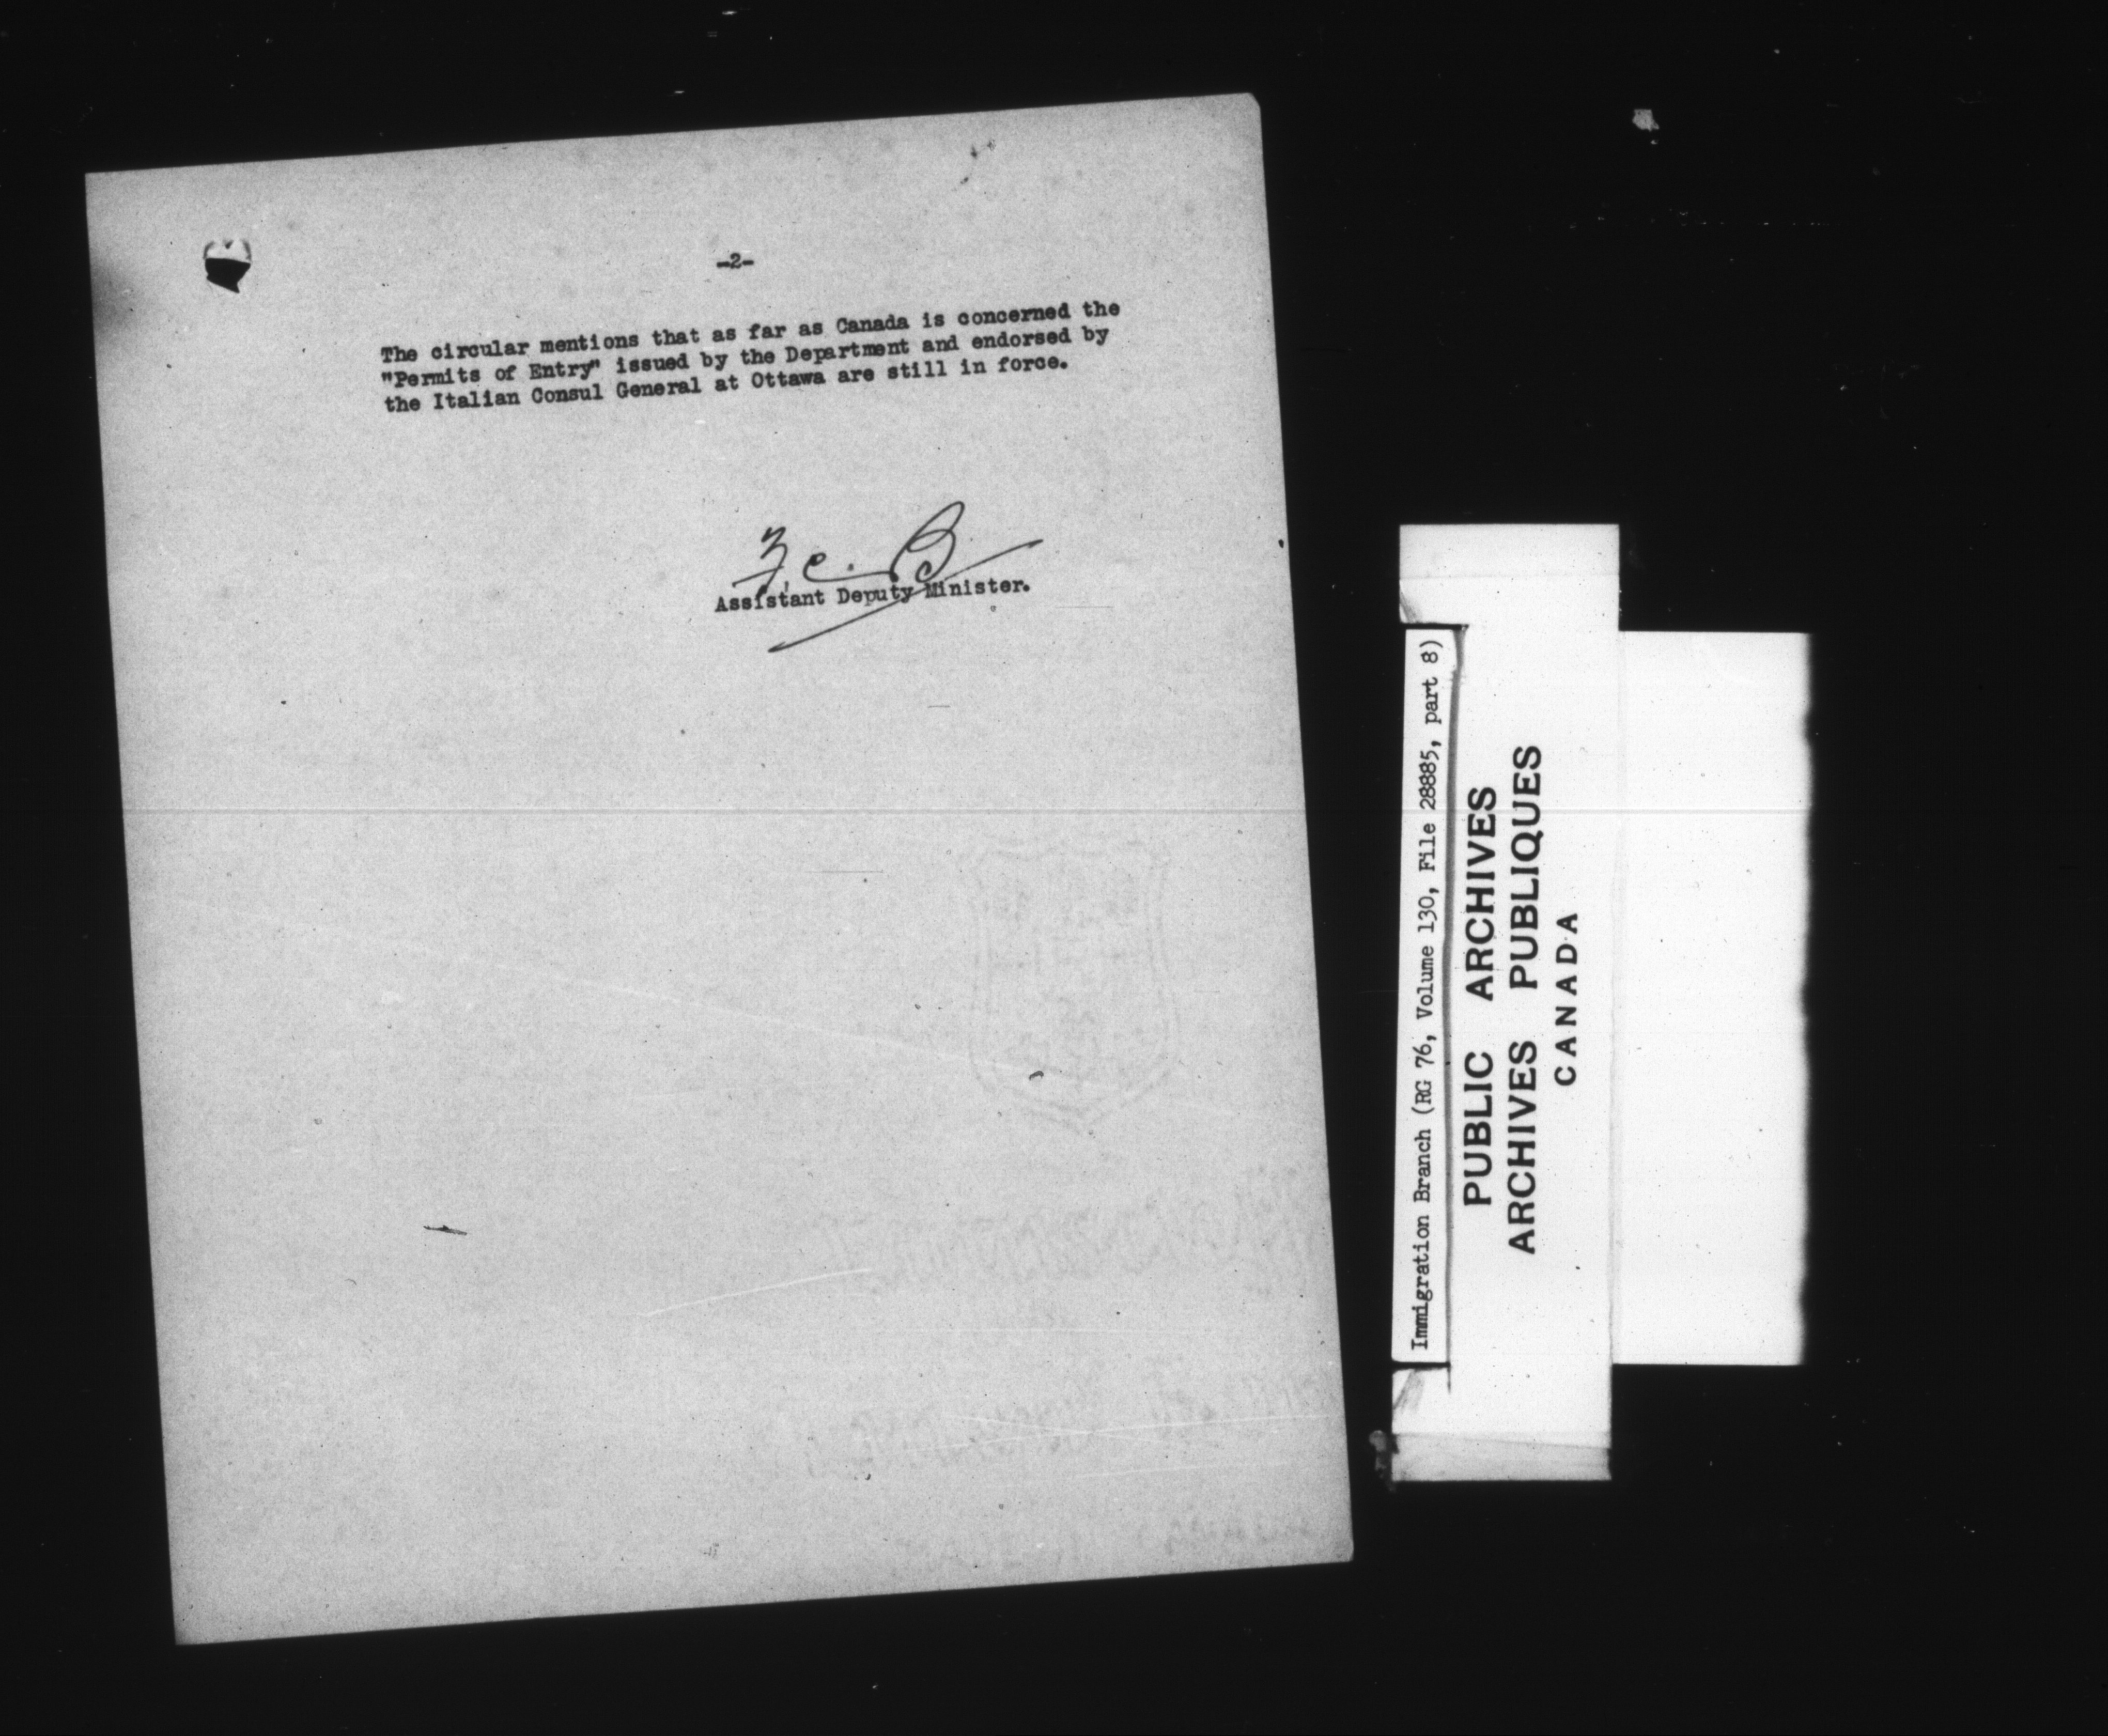 -2-
The circular mentions that as far as Canada is concerned the
"Permits of Entry" issued by the Department and endorsed by
the Italian Consul General at Ottawa are still in force.
F.C. B
Assistant Deputy Minister.
Immigration Branch (RG 76, Volume 130, File 28885, part 8)
PUBLIC ARCHIVES
ARCHIVES PUBLIQUES
CANADA